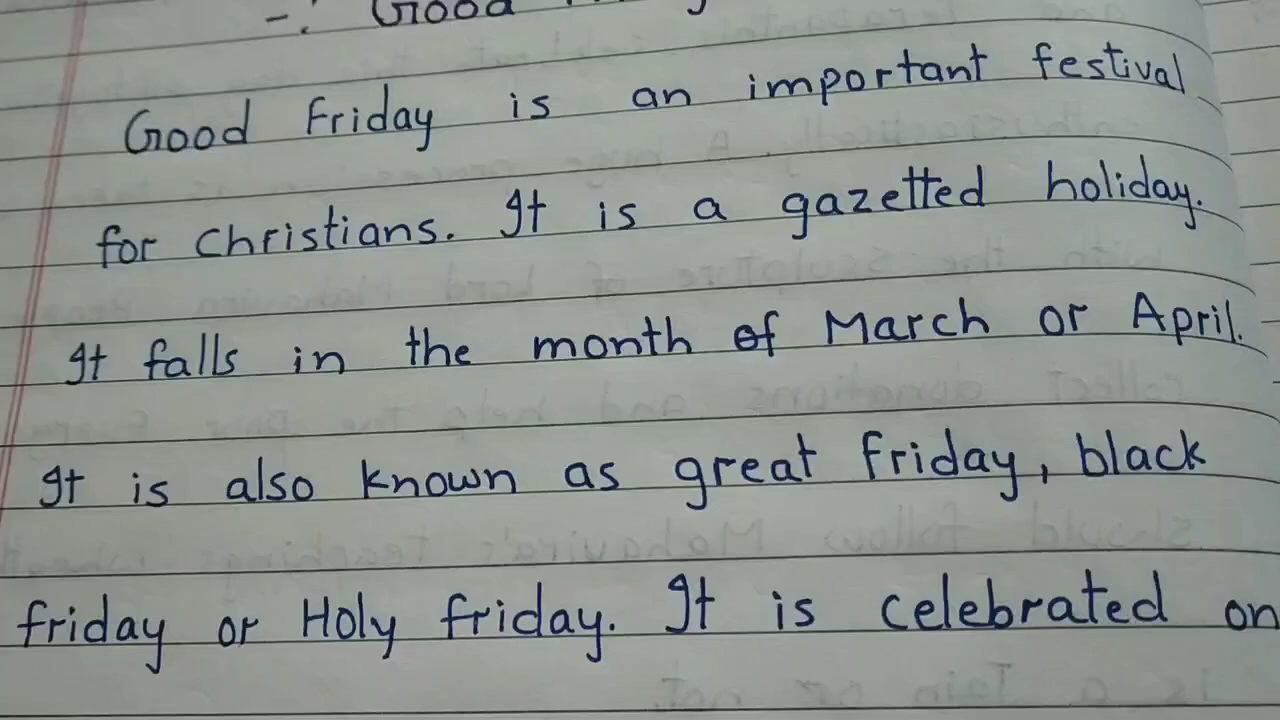 -: Good
Good Friday is an important festival
for christians. It is a gazetted holiday.
It falls in the month of March or April.
It is also known as great friday, black
friday or Holy friday. It is celebrated on